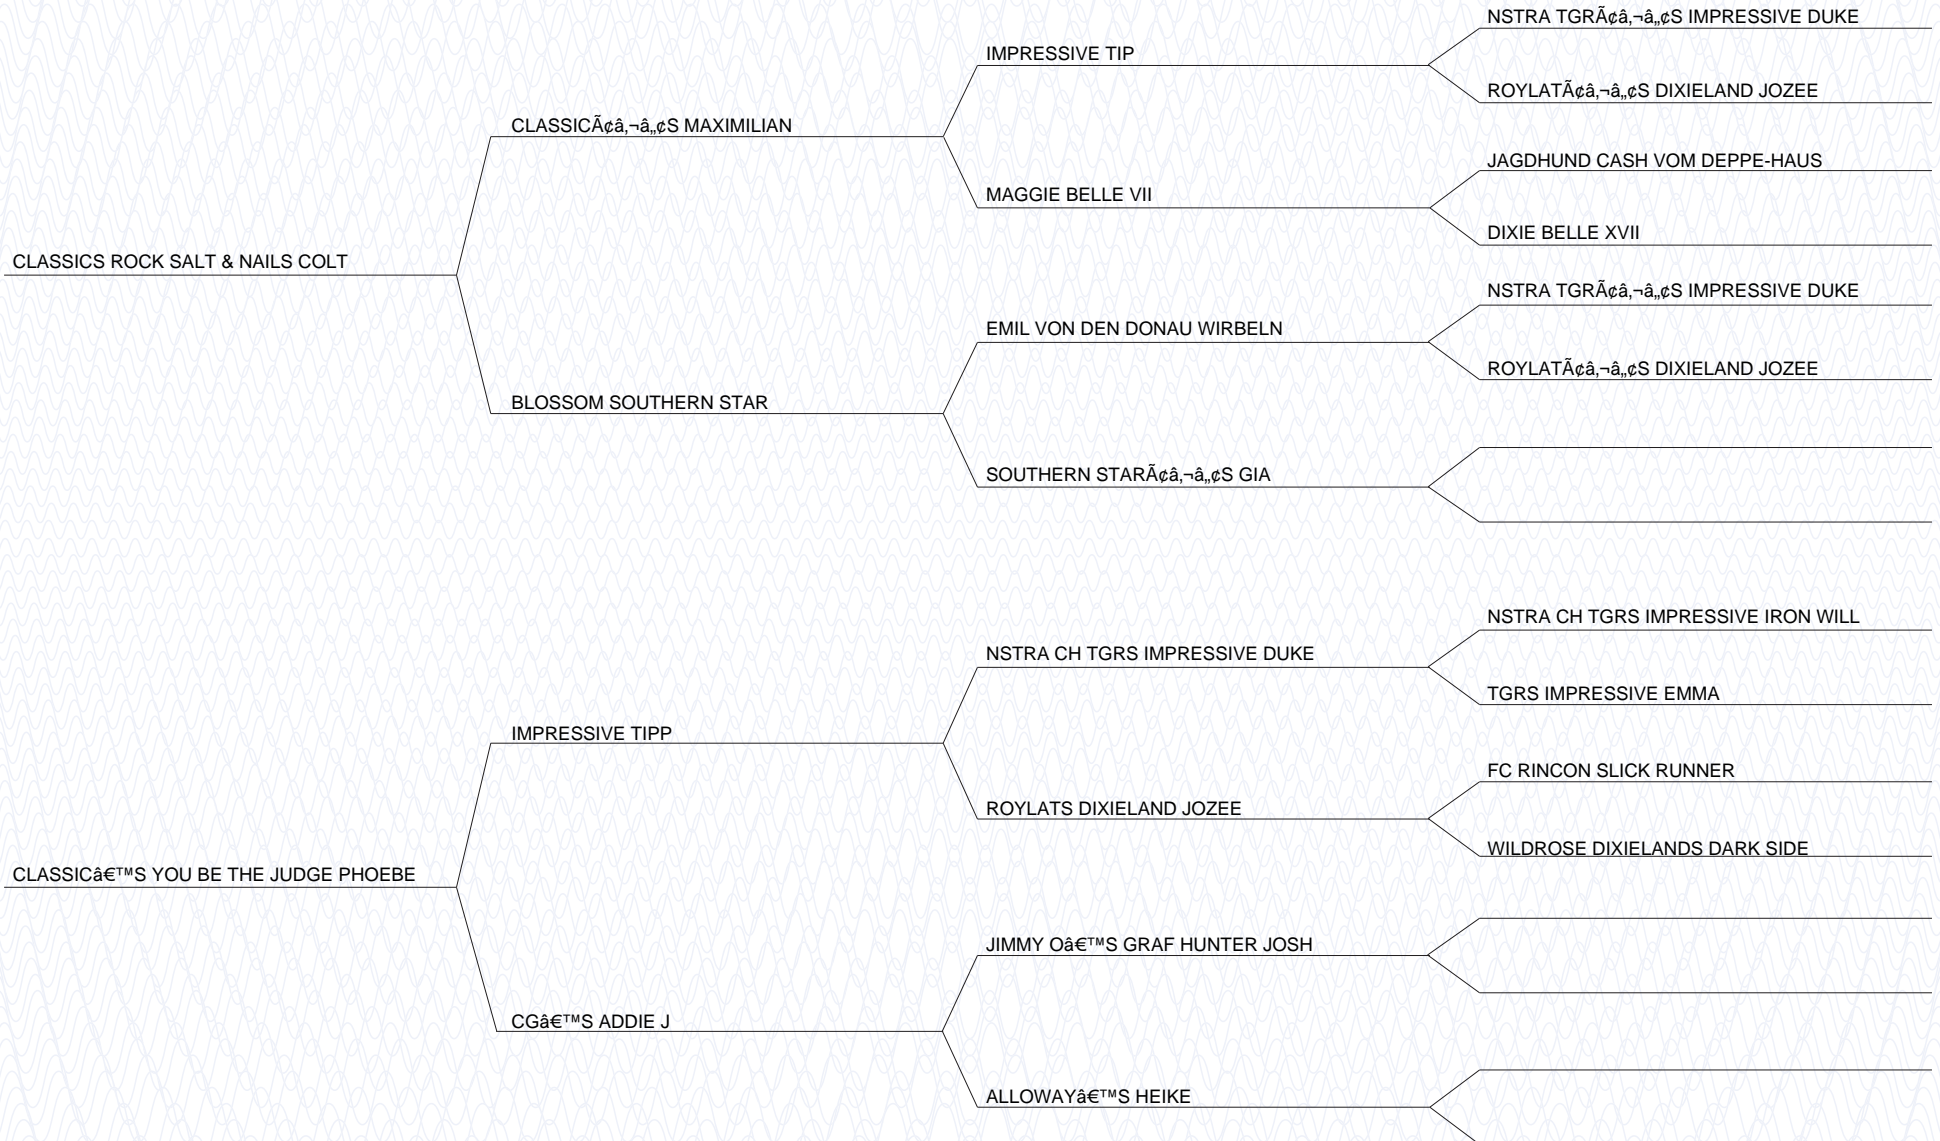 NSTRA TGRÃ¢â‚¬â„¢S IMPRESSIVE DUKE
IMPRESSIVE TIP
ROYLATÃ¢â‚¬â„¢S DIXIELAND JOZEE
CLASSICÃ¢â‚¬â„¢S MAXIMILIAN
JAGDHUND CASH VOM DEPPE-HAUS
MAGGIE BELLE VII
DIXIE BELLE XVII
CLASSICS ROCK SALT & NAILS COLT
NSTRA TGRÃ¢â‚¬â„¢S IMPRESSIVE DUKE
EMIL VON DEN DONAU WIRBELN
ROYLATÃ¢â‚¬â„¢S DIXIELAND JOZEE
BLOSSOM SOUTHERN STAR
SOUTHERN STARÃ¢â‚¬â„¢S GIA
NSTRA CH TGRS IMPRESSIVE IRON WILL
NSTRA CH TGRS IMPRESSIVE DUKE
TGRS IMPRESSIVE EMMA
IMPRESSIVE TIPP
FC RINCON SLICK RUNNER
ROYLATS DIXIELAND JOZEE
WILDROSE DIXIELANDS DARK SIDE
CLASSICâ€™S YOU BE THE JUDGE PHOEBE
JIMMY Oâ€™S GRAF HUNTER JOSH
CGâ€™S ADDIE J
ALLOWAYâ€™S HEIKE